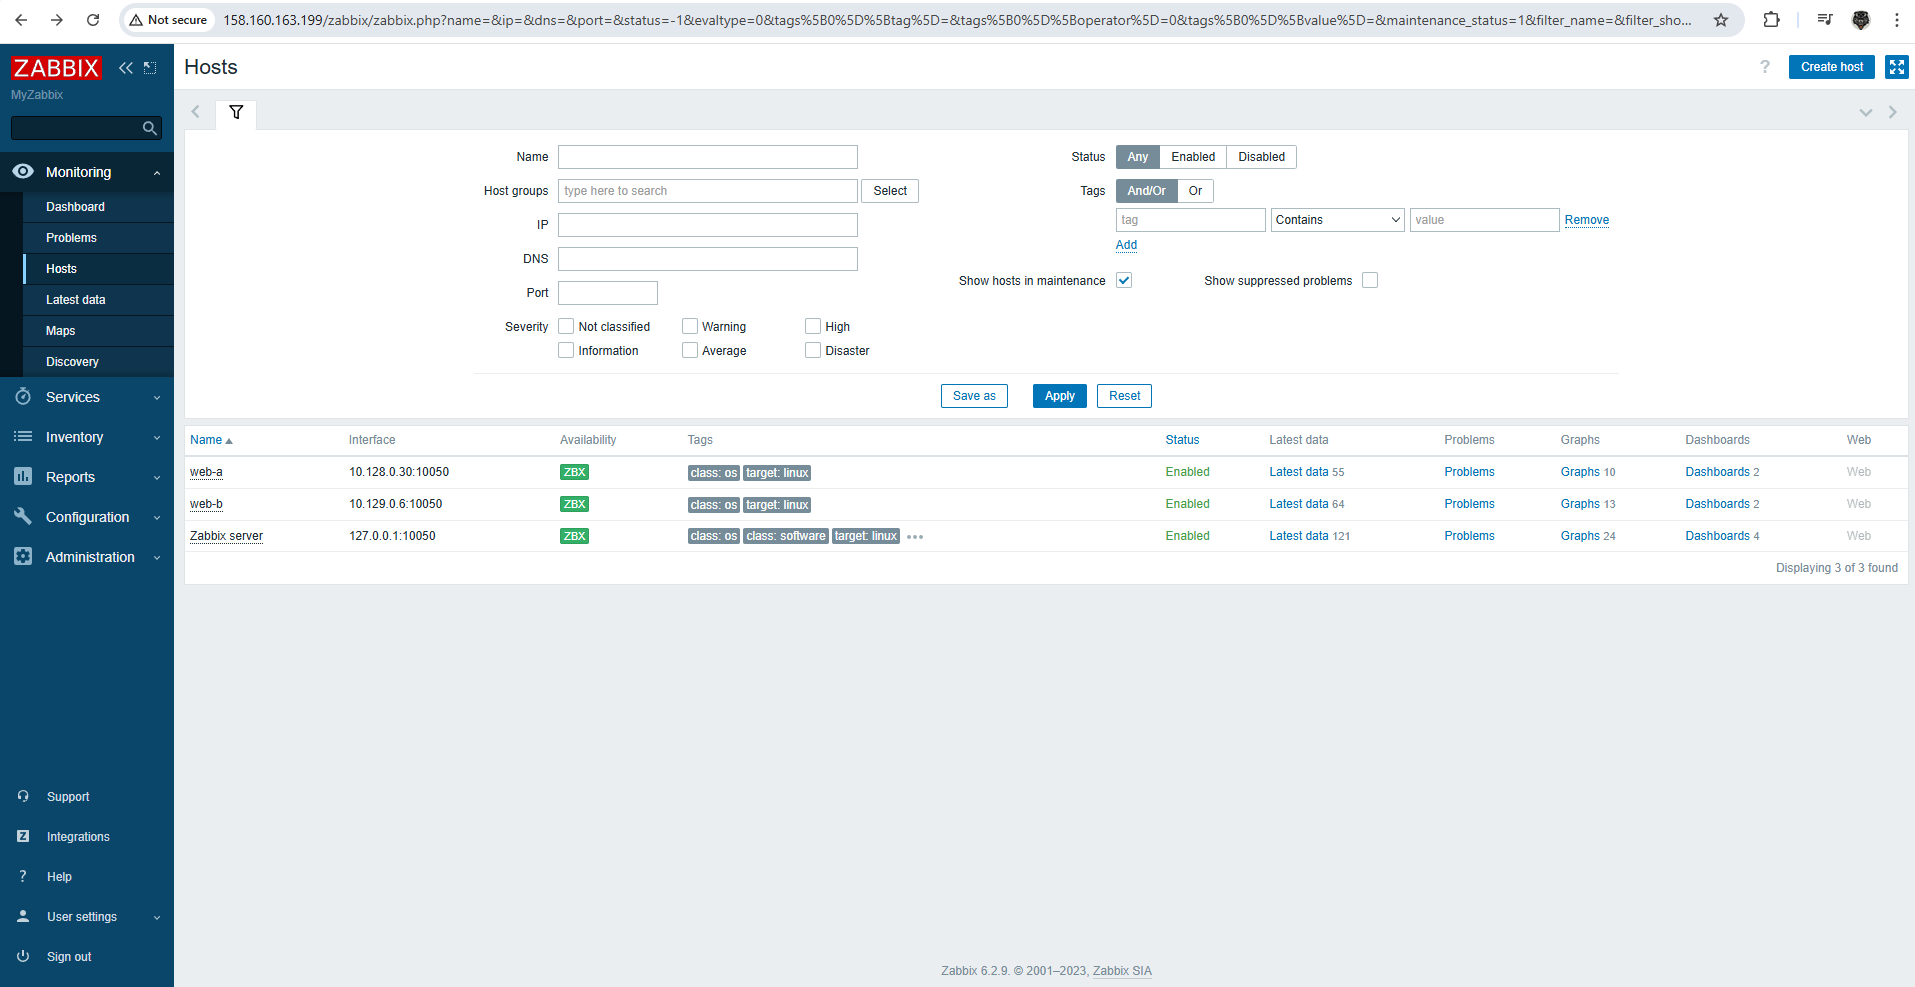 Not secure 158.160.163.199/zabbix/zabbix.php?name=&ip=&dns=&port=&status=-1&evaltype=0&tags%5B0%5D%5Btag%5D=&tags%5B0%5D%5Boperator%5D=0&tags%5B0%5D%5Bvalue%5D=&maintenance_status=1&filter_name=&filter_sho...
ZABBIX
MyZabbix
Monitoring
Dashboard
Problems
Hosts
Latest data
Maps
Discovery
Services
Inventory
Reports
Configuration
Administration
Support
Integrations
? Help
User settings
Sign out
Hosts
? Create host
Name
Host groups type here to search Select
IP
DNS
Port
Severity Not classified Warning High
Information Average Disaster
Status Any Enabled Disabled
Tags And/Or Or
tag Contains value Remove
Add
Show hosts in maintenance Show suppressed problems
Save as Apply Reset
Name Interface Availability Tags Status Latest data Problems Graphs Dashboards Web
web-a 10.128.0.30:10050 ZBX class: os target: linux Enabled Latest data 55 Problems Graphs 10 Dashboards 2 Web
web-b 10.129.0.6:10050 ZBX class: os target: linux Enabled Latest data 64 Problems Graphs 13 Dashboards 2 Web
Zabbix server 127.0.0.1:10050 ZBX class: os class: software target: linux ••• Enabled Latest data 121 Problems Graphs 24 Dashboards 4 Web
Displaying 3 of 3 found
Zabbix 6.2.9. © 2001–2023, Zabbix SIA